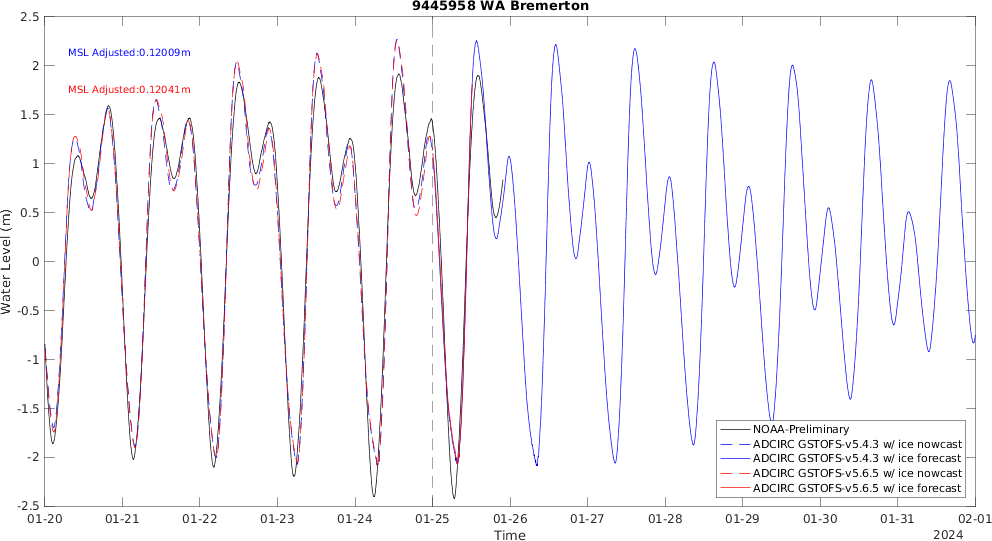 9445958 WA Bremerton
MSL Adjusted:0.12009m
MSL Adjusted:0.12041m
Water Level (m)
2.5
2
1.5
1
0.5
0
-0.5
-1
-1.5
-2
-2.5
NOAA-Preliminary
ADCIRC GSTOFS-v5.4.3 w/ ice nowcast
ADCIRC GSTOFS-v5.4.3 w/ ice forecast
ADCIRC GSTOFS-v5.6.5 w/ ice nowcast
ADCIRC GSTOFS-v5.6.5 w/ ice forecast
01-20 01-21 01-22 01-23 01-24 01-25 01-26 01-27 01-28 01-29 01-30 01-31 02-01
Time
2024